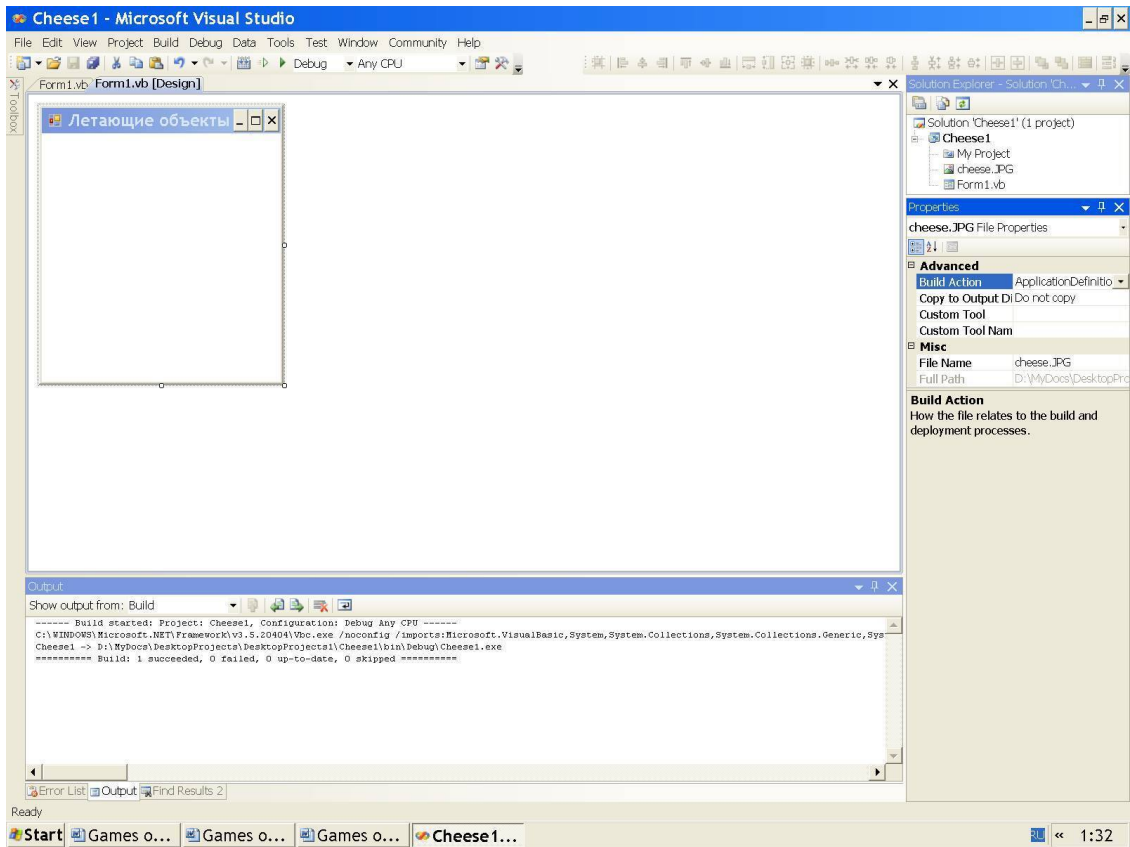 Cheese1 - Microsoft Visual Studio
File Edit View Project Build Debug Data Tools Test Window Community Help
Debug Any CPU
Toolbox
Form1.vb Form1.vb [Design]
Летающие объекты
Solution Explorer - Solution 'Ch...
Solution 'Cheese1' (1 project)
Cheese1
My Project
cheese.JPG
Form1.vb
Properties
cheese.JPG File Properties
Advanced
Build Action ApplicationDefinitio
Copy to Output Di Do not copy
Custom Tool
Custom Tool Nam
Misc
File Name cheese.JPG
Full Path D:\MyDocs\DesktopPro
Build Action
How the file relates to the build and
deployment processes.
Output
Show output from: Build
------ Build started: Project: Cheese1, Configuration: Debug Any CPU ------
C:\WINDOWS\Microsoft.NET\Framework\v3.5.20404\Vbc.exe /noconfig /imports:Microsoft.VisualBasic,System,System.Collections,System.Collections.Generic,Sys
Cheese1 -> D:\MyDocs\DesktopProjects\DesktopProjects1\Cheese1\bin\Debug\Cheese1.exe
========== Build: 1 succeeded, 0 failed, 0 up-to-date, 0 skipped ==========
Error List Output Find Results 2
Ready
Start Games o... Games o... Games o... Cheese1... RU « 1:32